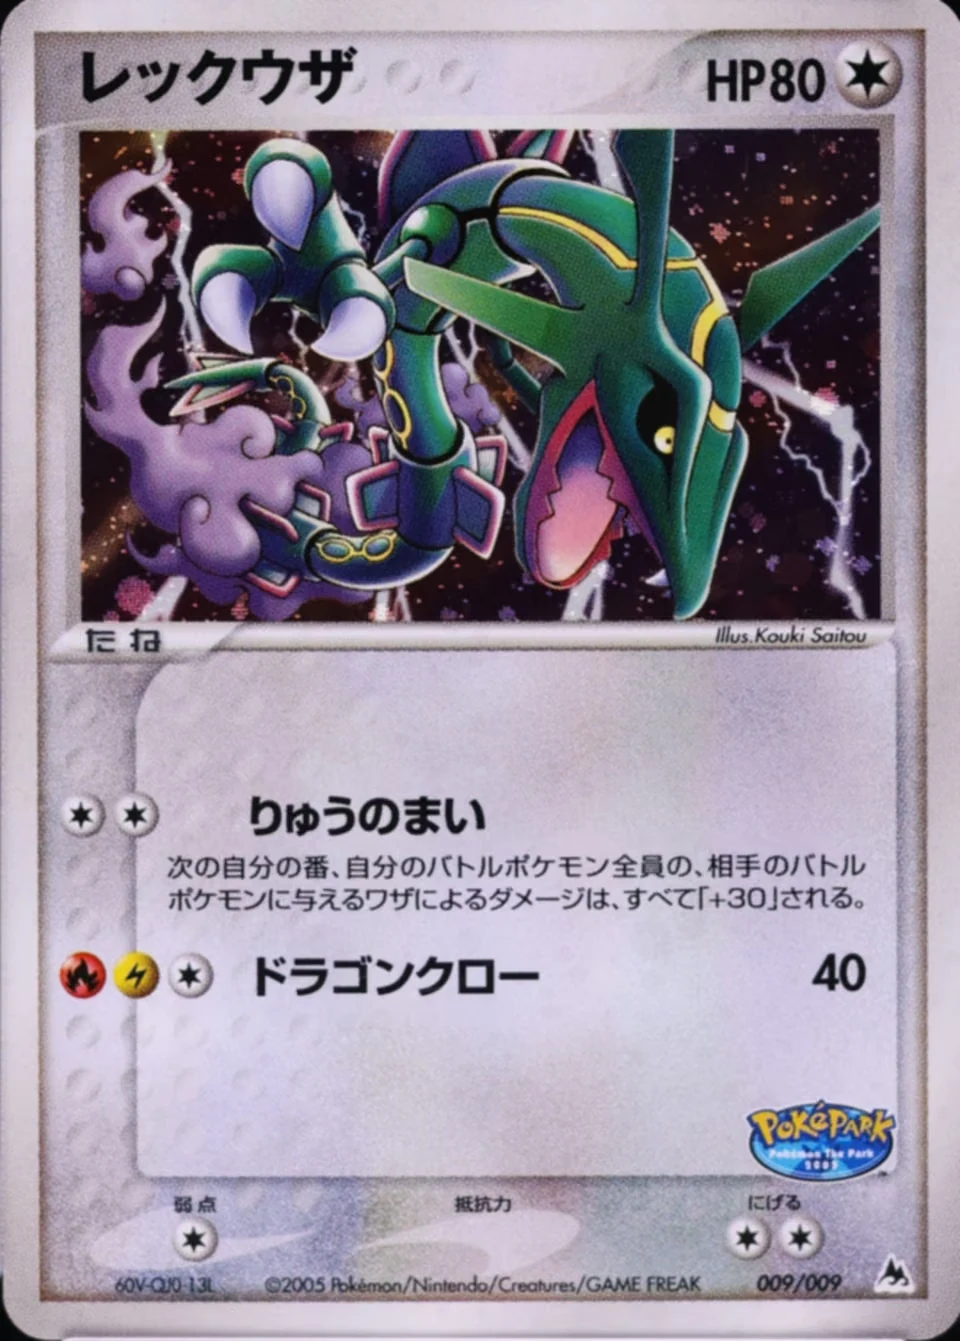 レックウザ
HP80
たね
Illus.Kouki Saitou
りゅうのまい
次の自分の番、自分のバトルポケモン全員の、相手のバトル
ポケモンに与えるワザによるダメージは、すべて「+30」される。
ドラゴンクロー 40
POKÉPARK
Pokémon The Park
2005
弱点 抵抗力 にげる
60V-QJ0-13L ©2005 Pokémon/Nintendo/Creatures/GAME FREAK 009/009